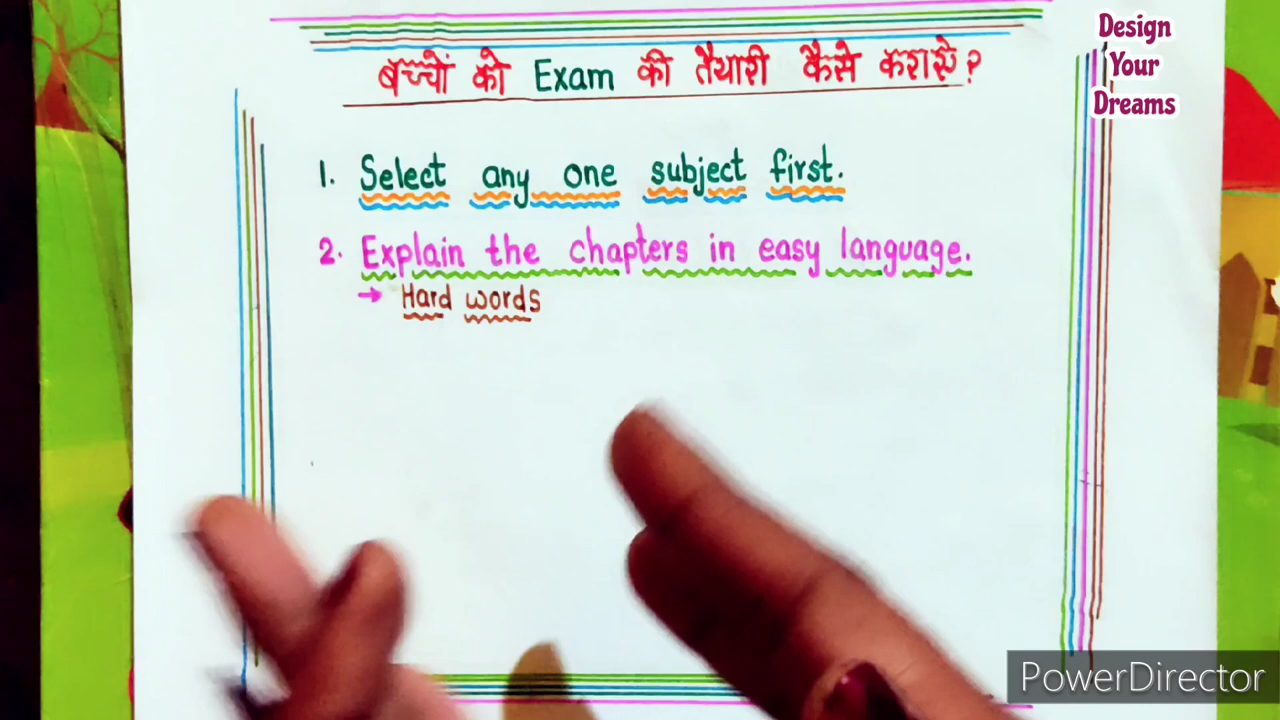 बच्चों को Exam की तैयारी कैसे कराऐ?
Design
Your
Dreams
1. Select any one subject first.
2. Explain the chapters in easy language.
→ Hard words
PowerDirector